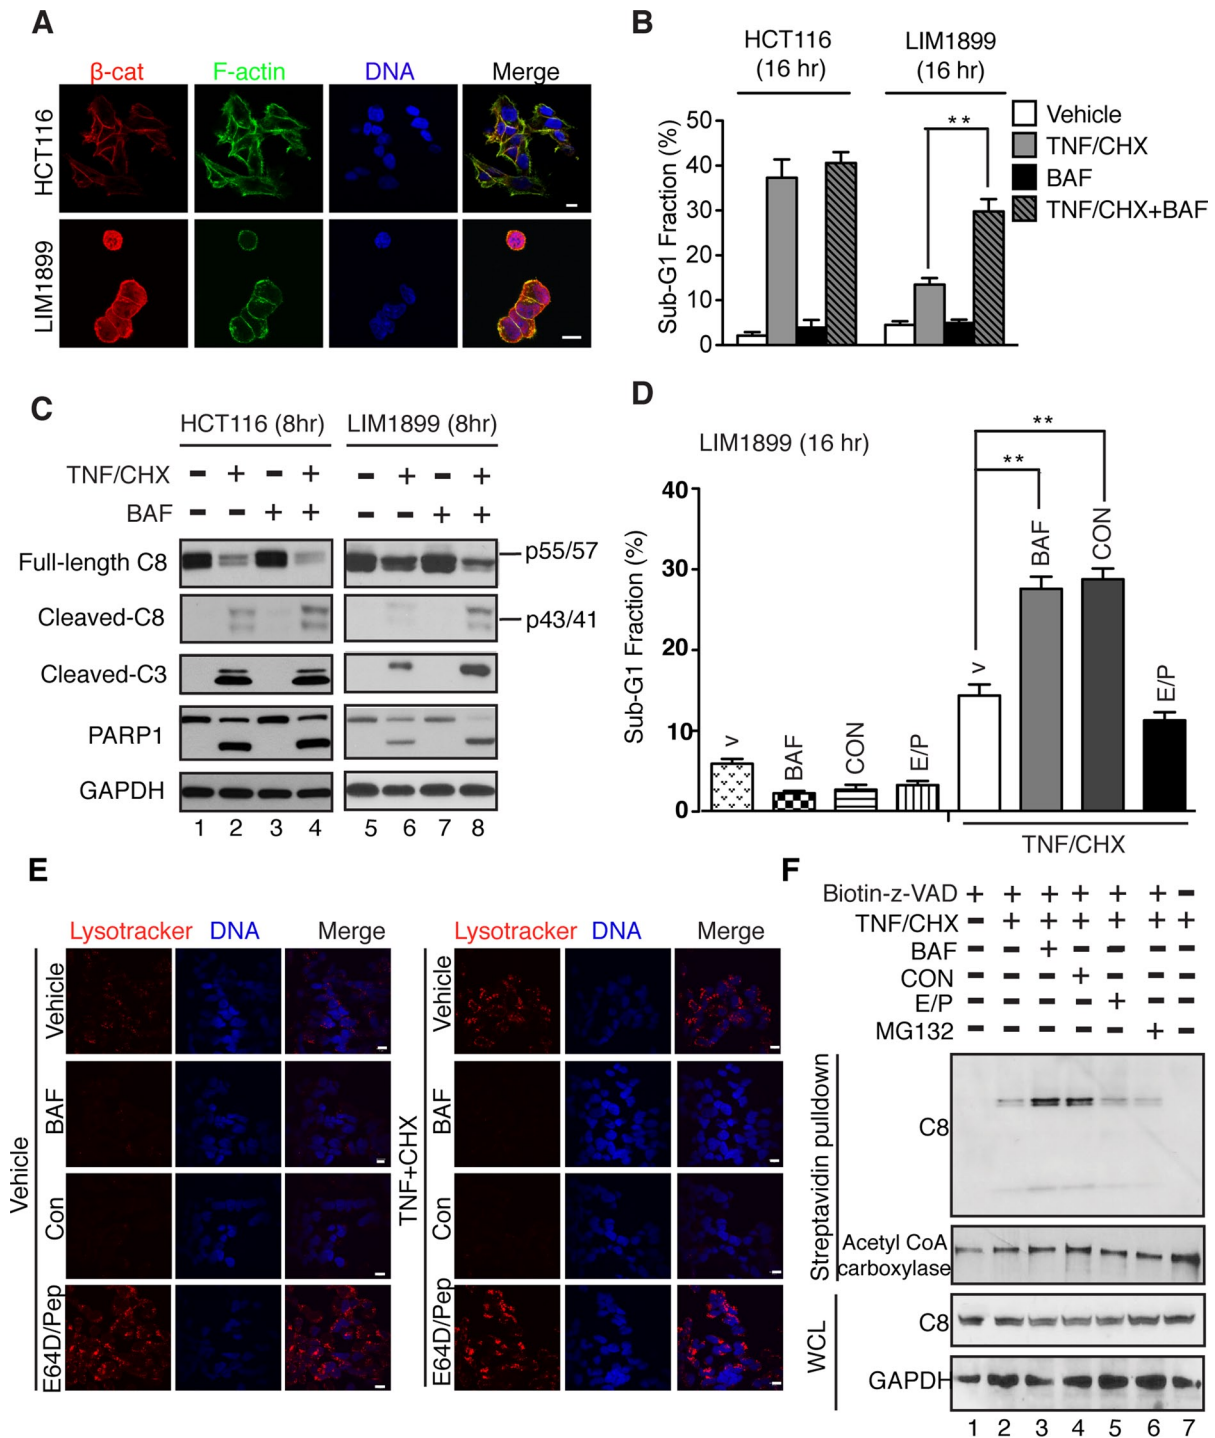 A
β-cat F-actin DNA Merge
HCT116
LIM1899
B
HCT116 (16 hr)
LIM1899 (16 hr)
Vehicle
TNF/CHX
BAF
TNF/CHX+BAF
**
Sub-G1 Fraction (%)
50
40
30
20
10
0
C
HCT116 (8hr) LIM1899 (8hr)
TNF/CHX - + - + - + - +
BAF - - + + - - + +
Full-length C8 p55/57
Cleaved-C8 p43/41
Cleaved-C3
PARP1
GAPDH
1 2 3 4 5 6 7 8
D
LIM1899 (16 hr)
**
**
Sub-G1 Fraction (%)
40
30
20
10
0
V BAF CON E/P V BAF CON E/P
TNF/CHX
E
Lysotracker DNA Merge Lysotracker DNA Merge
Vehicle
Vehicle
BAF
Con
E64D/Pep
TNF+CHX
Vehicle
BAF
Con
E64D/Pep
F
Biotin-z-VAD + + + + + + -
TNF/CHX - + + + + + +
BAF - - + - - - -
CON - - - + - - -
E/P - - - - + - -
MG132 - - - - - + -
Streptavidin pulldown
C8
Acetyl CoA
carboxylase
WCL
C8
GAPDH
1 2 3 4 5 6 7